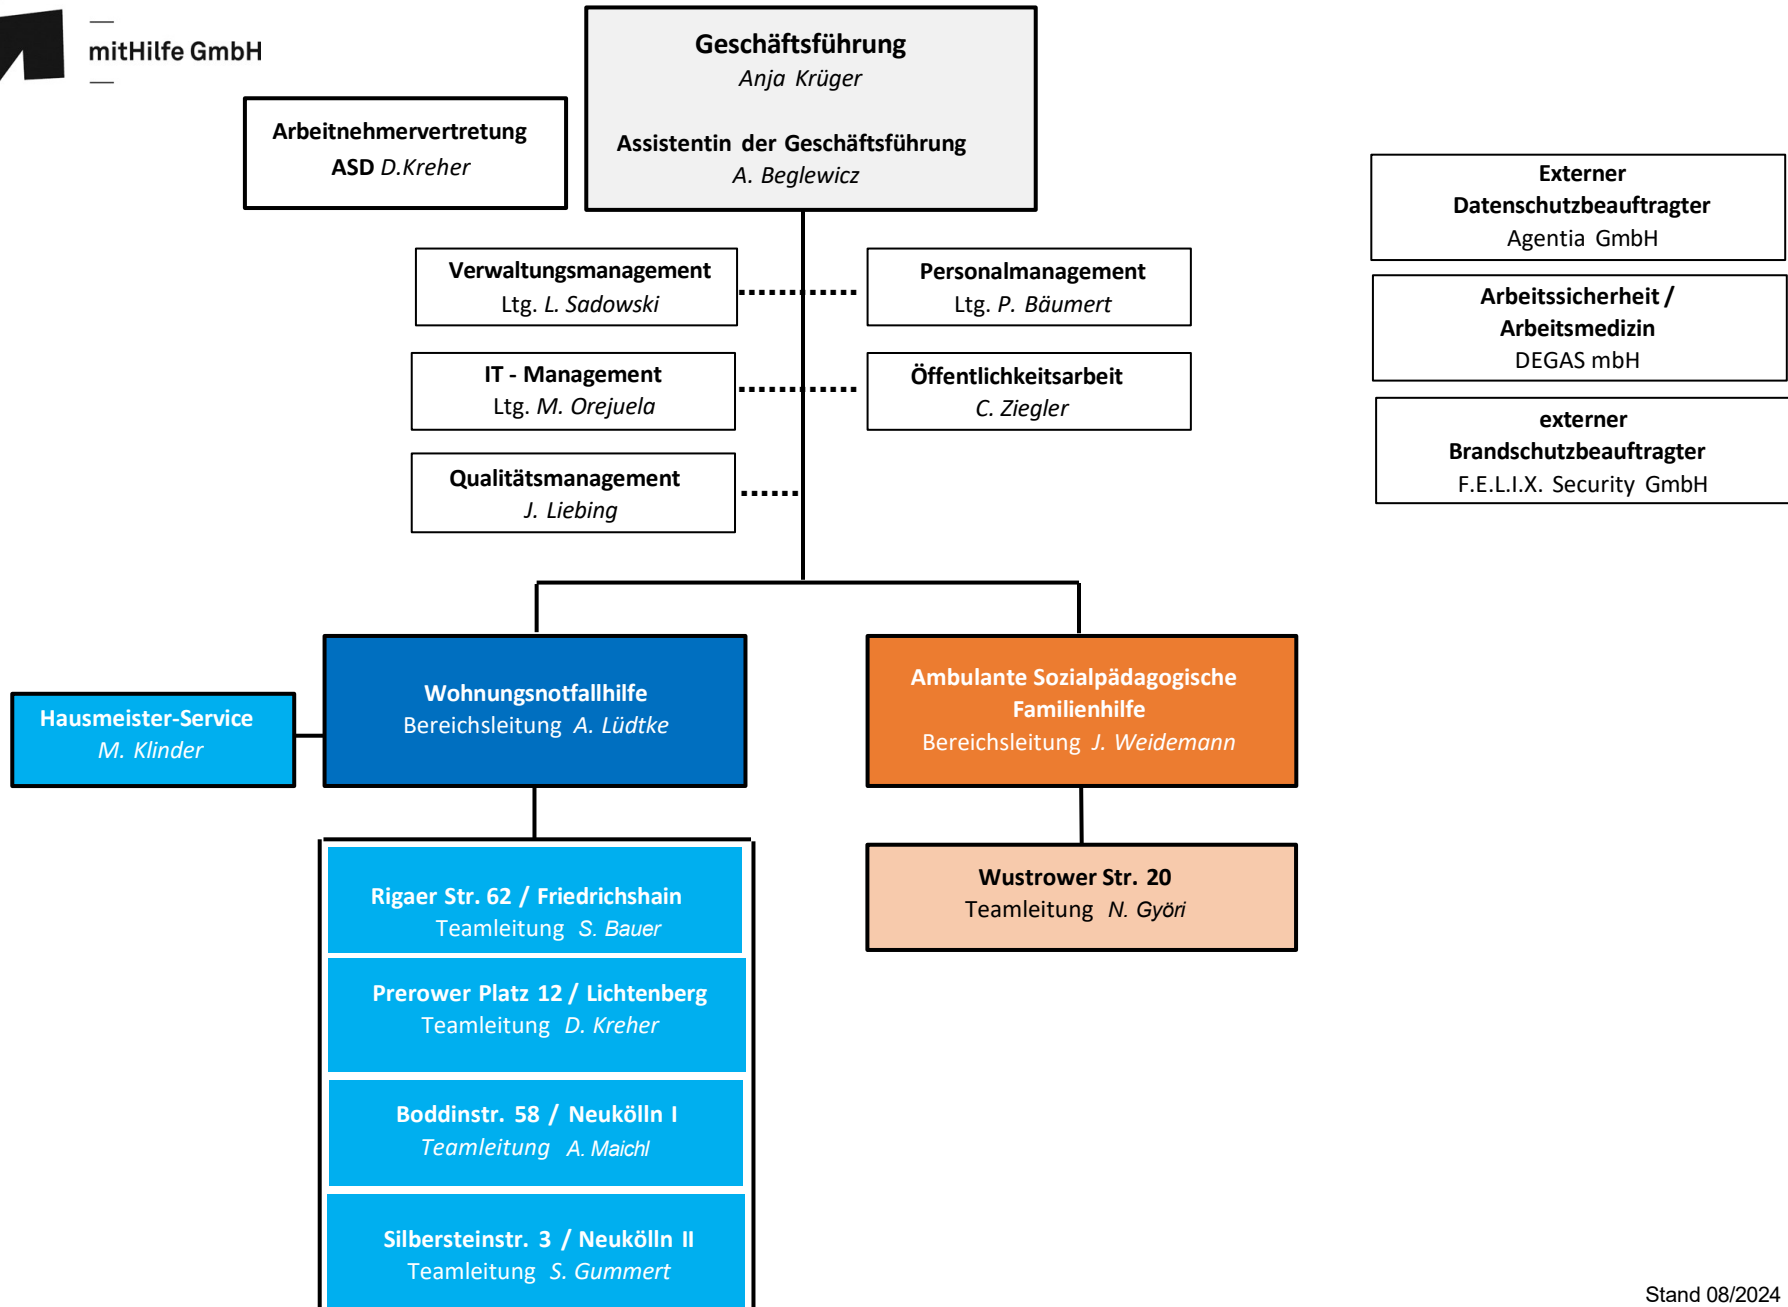 mitHilfe GmbH
Geschäftsführung
Anja Krüger
Assistentin der Geschäftsführung
A. Beglewicz
Arbeitnehmervertretung
ASD D.Kreher
Externer
Datenschutzbeauftragter
Agentia GmbH
Arbeitssicherheit /
Arbeitsmedizin
DEGAS mbH
externer
Brandschutzbeauftragter
F.E.L.I.X. Security GmbH
Verwaltungsmanagement
Ltg. L. Sadowski
Personalmanagement
Ltg. P. Bäumert
IT - Management
Ltg. M. Orejuela
Öffentlichkeitsarbeit
C. Ziegler
Qualitätsmanagement
J. Liebing
Hausmeister-Service
M. Klinder
Wohnungsnotfallhilfe
Bereichsleitung A. Lüdtke
Ambulante Sozialpädagogische
Familienhilfe
Bereichsleitung J. Weidemann
Rigaer Str. 62 / Friedrichshain
Teamleitung S. Bauer
Prerower Platz 12 / Lichtenberg
Teamleitung D. Kreher
Boddinstr. 58 / Neukölln I
Teamleitung A. Maichl
Silbersteinstr. 3 / Neukölln II
Teamleitung S. Gummert
Wustrower Str. 20
Teamleitung N. Györi
Stand 08/2024